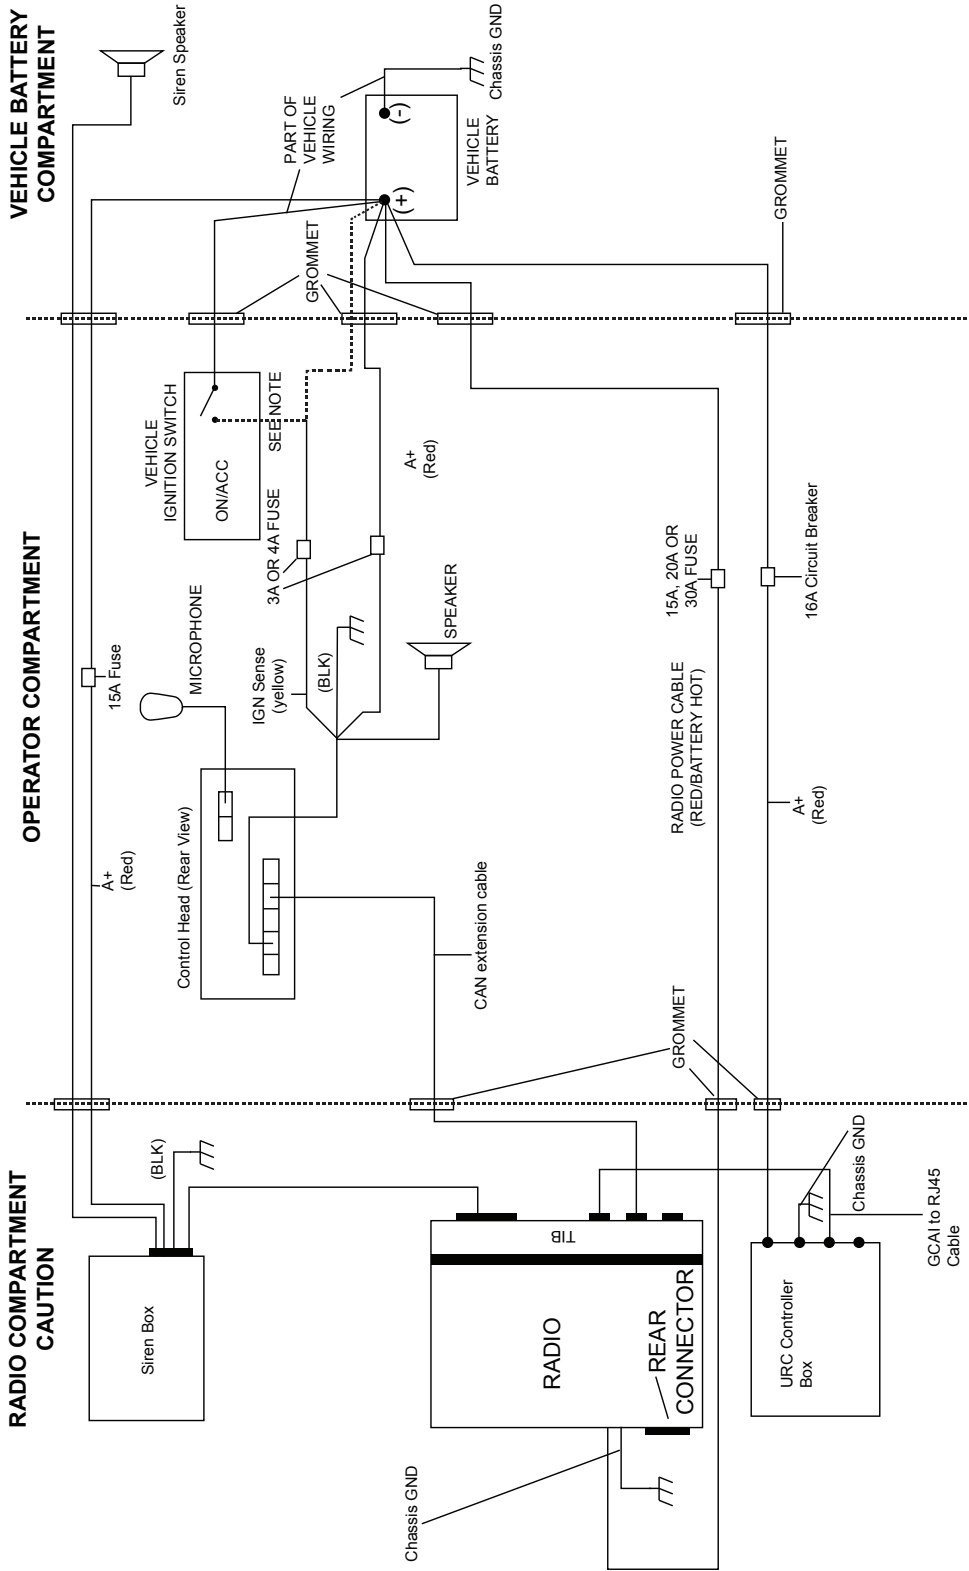 RADIO COMPARTMENT
CAUTION
OPERATOR COMPARTMENT
VEHICLE BATTERY
COMPARTMENT
Siren Speaker
Siren Box
(BLK)
A+
(Red)
15A Fuse
MICROPHONE
Control Head (Rear View)
VEHICLE
IGNITION SWITCH
ON/ACC
SEE NOTE
3A OR 4A FUSE
IGN Sense
(yellow)
(BLK)
SPEAKER
A+
(Red)
PART OF
VEHICLE
WIRING
GROMMET
(+)
(-)
VEHICLE
BATTERY
Chassis GND
CAN extension cable
TIB
RADIO
REAR
CONNECTOR
Chassis GND
GROMMET
RADIO POWER CABLE
(RED/BATTERY HOT)
15A, 20A OR
30A FUSE
GROMMET
A+
(Red)
16A Circuit Breaker
URC Controller
Box
Chassis GND
GCAI to RJ45
Cable